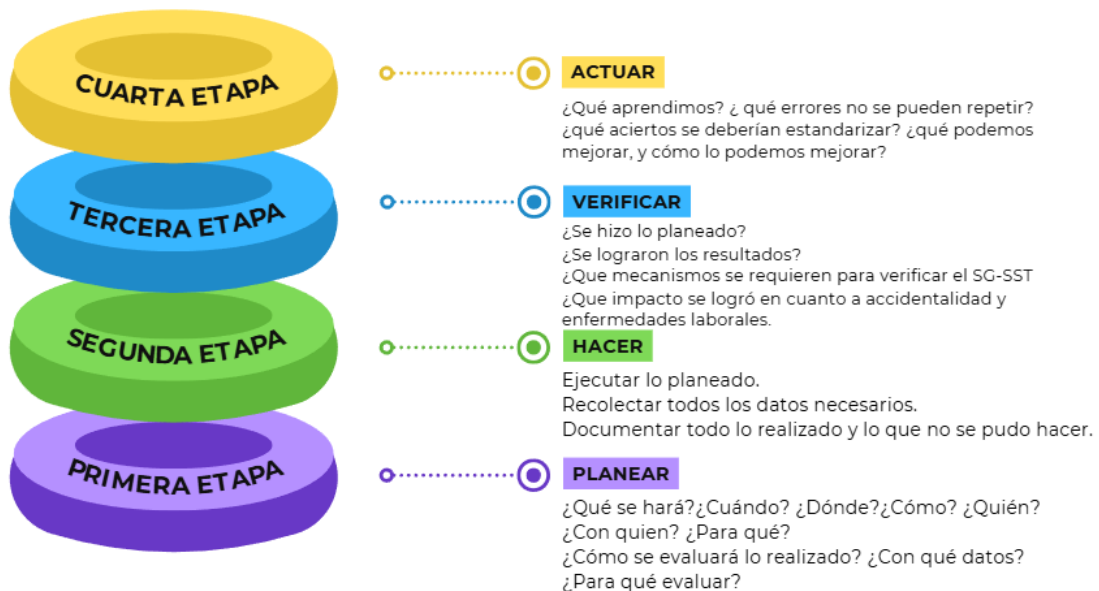 CUARTA ETAPA
ACTUAR
¿Qué aprendimos? ¿ qué errores no se pueden repetir?
¿qué aciertos se deberían estandarizar? ¿qué podemos
mejorar, y cómo lo podemos mejorar?
TERCERA ETAPA
VERIFICAR
¿Se hizo lo planeado?
¿Se lograron los resultados?
¿Que mecanismos se requieren para verificar el SG-SST
¿Que impacto se logró en cuanto a accidentalidad y
enfermedades laborales.
SEGUNDA ETAPA
HACER
Ejecutar lo planeado.
Recolectar todos los datos necesarios.
Documentar todo lo realizado y lo que no se pudo hacer.
PRIMERA ETAPA
PLANEAR
¿Qué se hará?¿Cuándo? ¿Dónde?¿Cómo? ¿Quién?
¿Con quien? ¿Para qué?
¿Cómo se evaluará lo realizado? ¿Con qué datos?
¿Para qué evaluar?